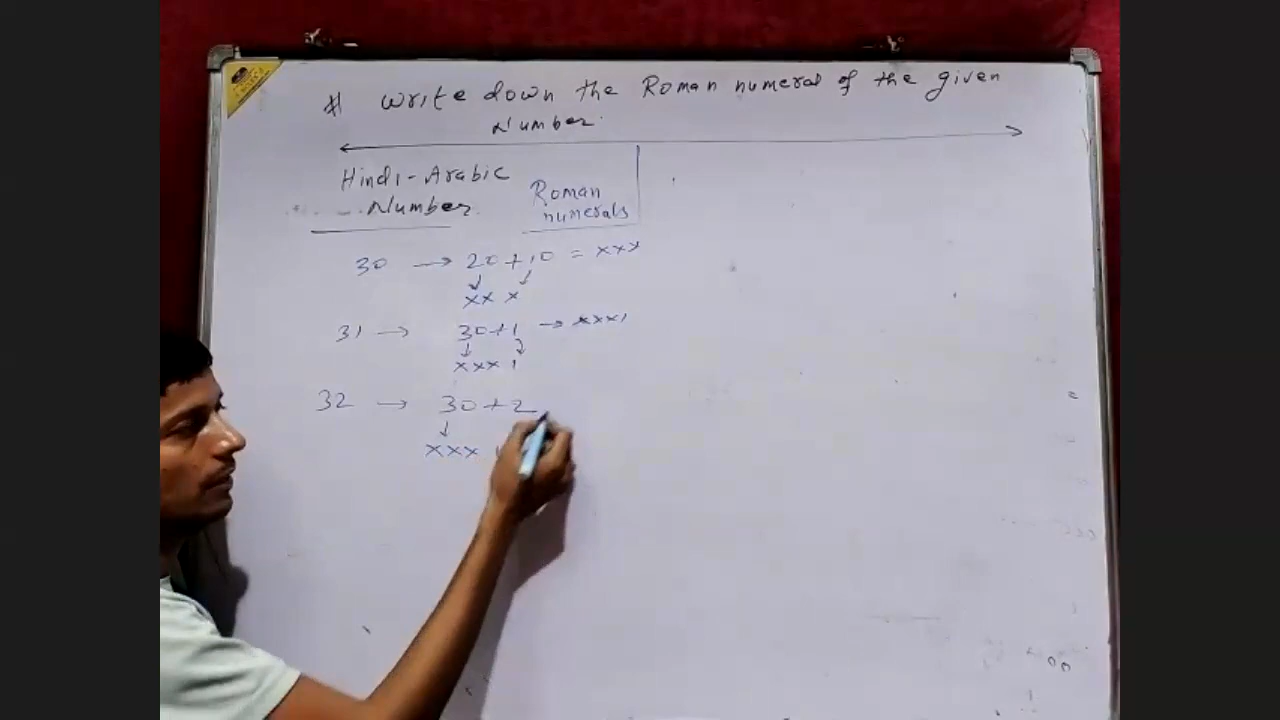 * Write down the Roman numeral of the given
Number.
Hindi-Arabic
Number
Roman
numerals
30 → 20 + 10 = XXX
↓ ↓
XX X
31 → 30+1 → XXXI
↓ ↓
XXX I
32 → 30+2
↓
XXX I